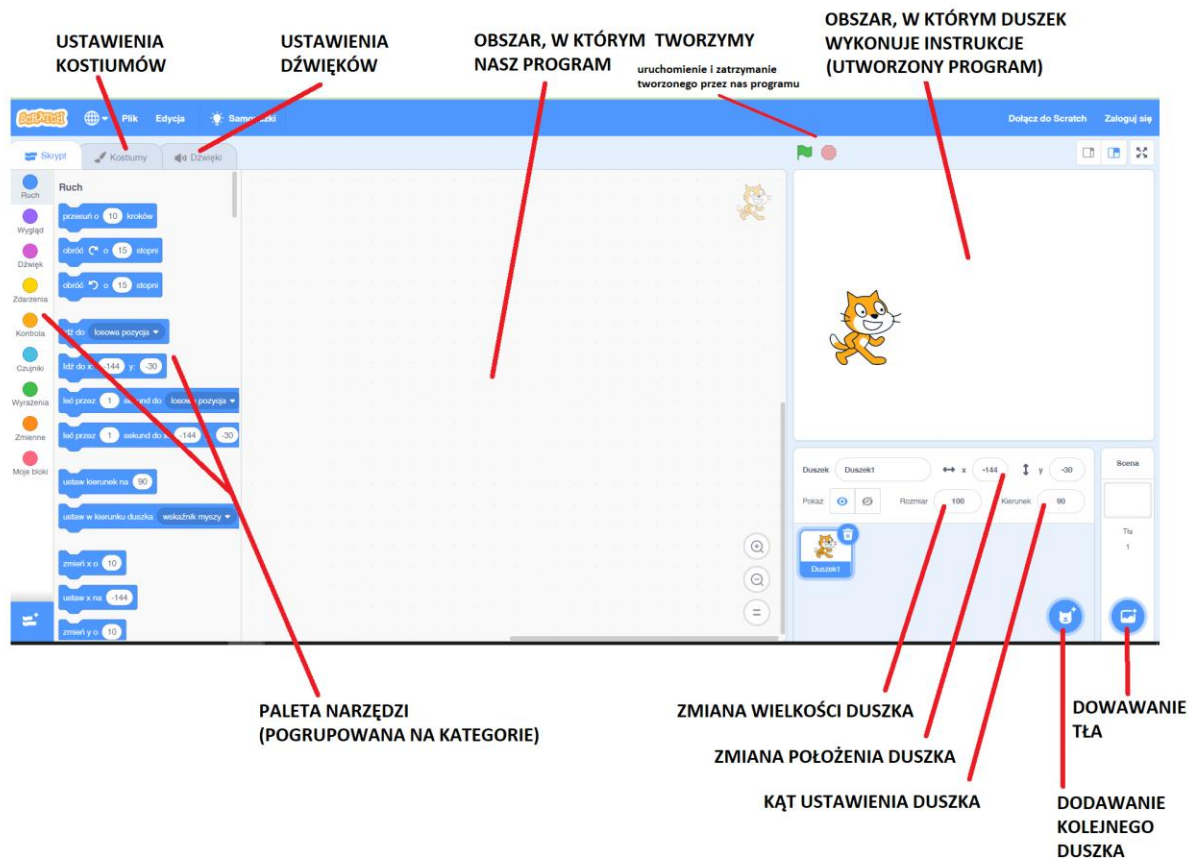 USTAWIENIA
KOSTIUMÓW
USTAWIENIA
DŹWIĘKÓW
OBSZAR, W KTÓRYM TWORZYMY
NASZ PROGRAM
uruchomienie i zatrzymanie
tworzonego przez nas programu
OBSZAR, W KTÓRYM DUSZEK
WYKONUJE INSTRUKCJE
(UTWORZONY PROGRAM)
SCRATCH
Plik
Edycja
Dołącz do Scratch
Zaloguj się
Skrypt
Kostiumy
Dźwięki
Ruch
Wygląd
Dźwięk
Zdarzenia
Kontrola
Czujniki
Wyrażenia
Zmienne
Moje bloki
Ruch
przesuń o 10 kroków
obróć o 15 stopni
obróć o 15 stopni
idź do losowa pozycja
idź do x: -144 y: -30
leć przez 1 sekund do losowa pozycja
leć przez 1 sekund do x: -144 -30
ustaw kierunek na 90
ustaw w kierunku duszka wskaźnik myszy
zmień x o 10
ustaw x na -144
zmień y o 10
=
Duszek Duszek1 x -144 y -30
Pokaż Rozmiar 100 Kierunek 90
Duszek1
Scena
Tła
1
PALETA NARZĘDZI
(POGRUPOWANA NA KATEGORIE)
ZMIANA WIELKOŚCI DUSZKA
ZMIANA POŁOŻENIA DUSZKA
KĄT USTAWIENIA DUSZKA
DOWAWANIE
TŁA
DODAWANIE
KOLEJNEGO
DUSZKA